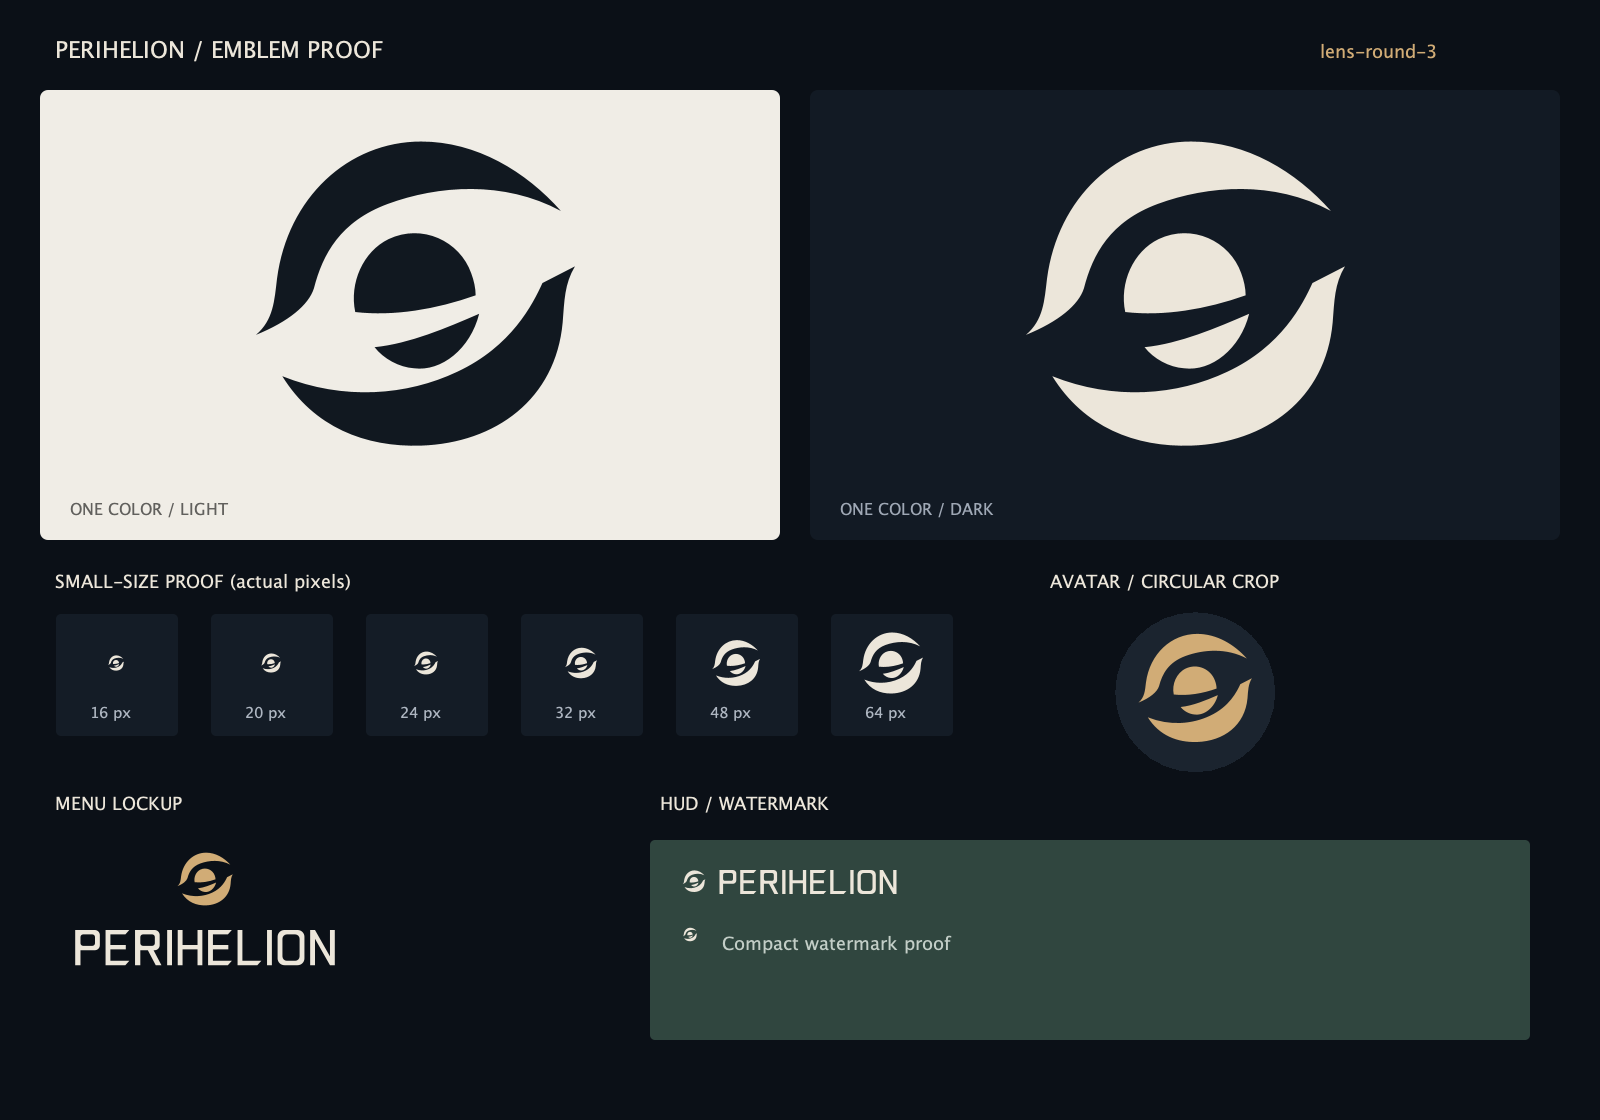 PERIHELION / EMBLEM PROOF
lens-round-3
ONE COLOR / LIGHT
ONE COLOR / DARK
SMALL-SIZE PROOF (actual pixels)
AVATAR / CIRCULAR CROP
16 px
20 px
24 px
32 px
48 px
64 px
MENU LOCKUP
HUD / WATERMARK
PERIHELION
PERIHELION
Compact watermark proof